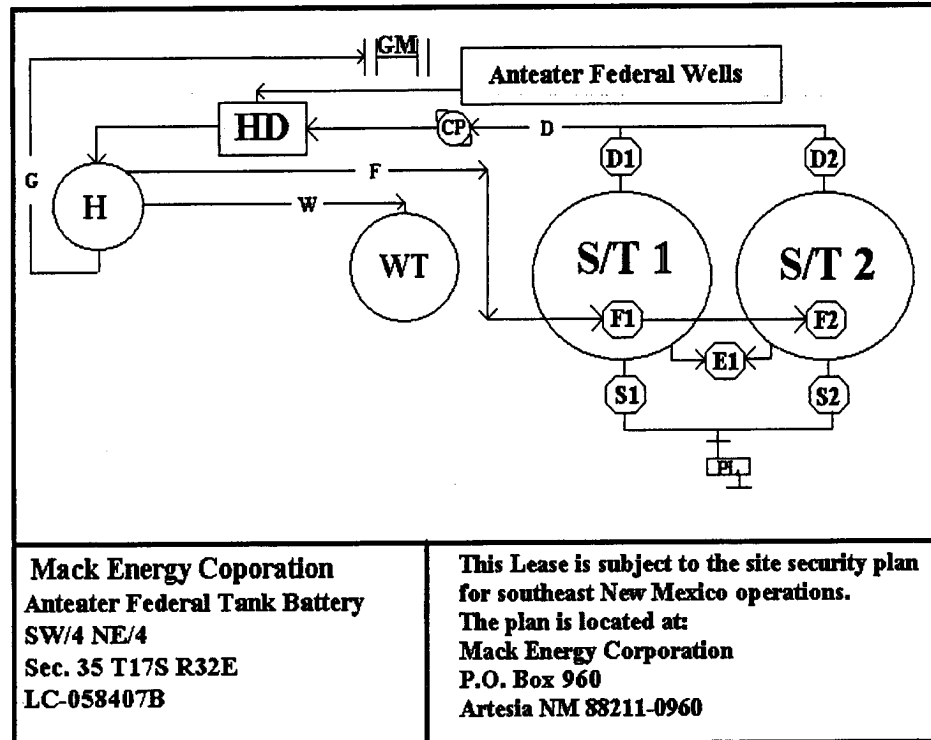 GM
Anteater Federal Wells
HD
CP
D
D1
D2
G
F
H
W
WT
S/T 1
S/T 2
F1
F2
E1
S1
S2
PL
Mack Energy Coporation
Anteater Federal Tank Battery
SW/4 NE/4
Sec. 35 T17S R32E
LC-058407B
This Lease is subject to the site security plan
for southeast New Mexico operations.
The plan is located at:
Mack Energy Corporation
P.O. Box 960
Artesia NM 88211-0960